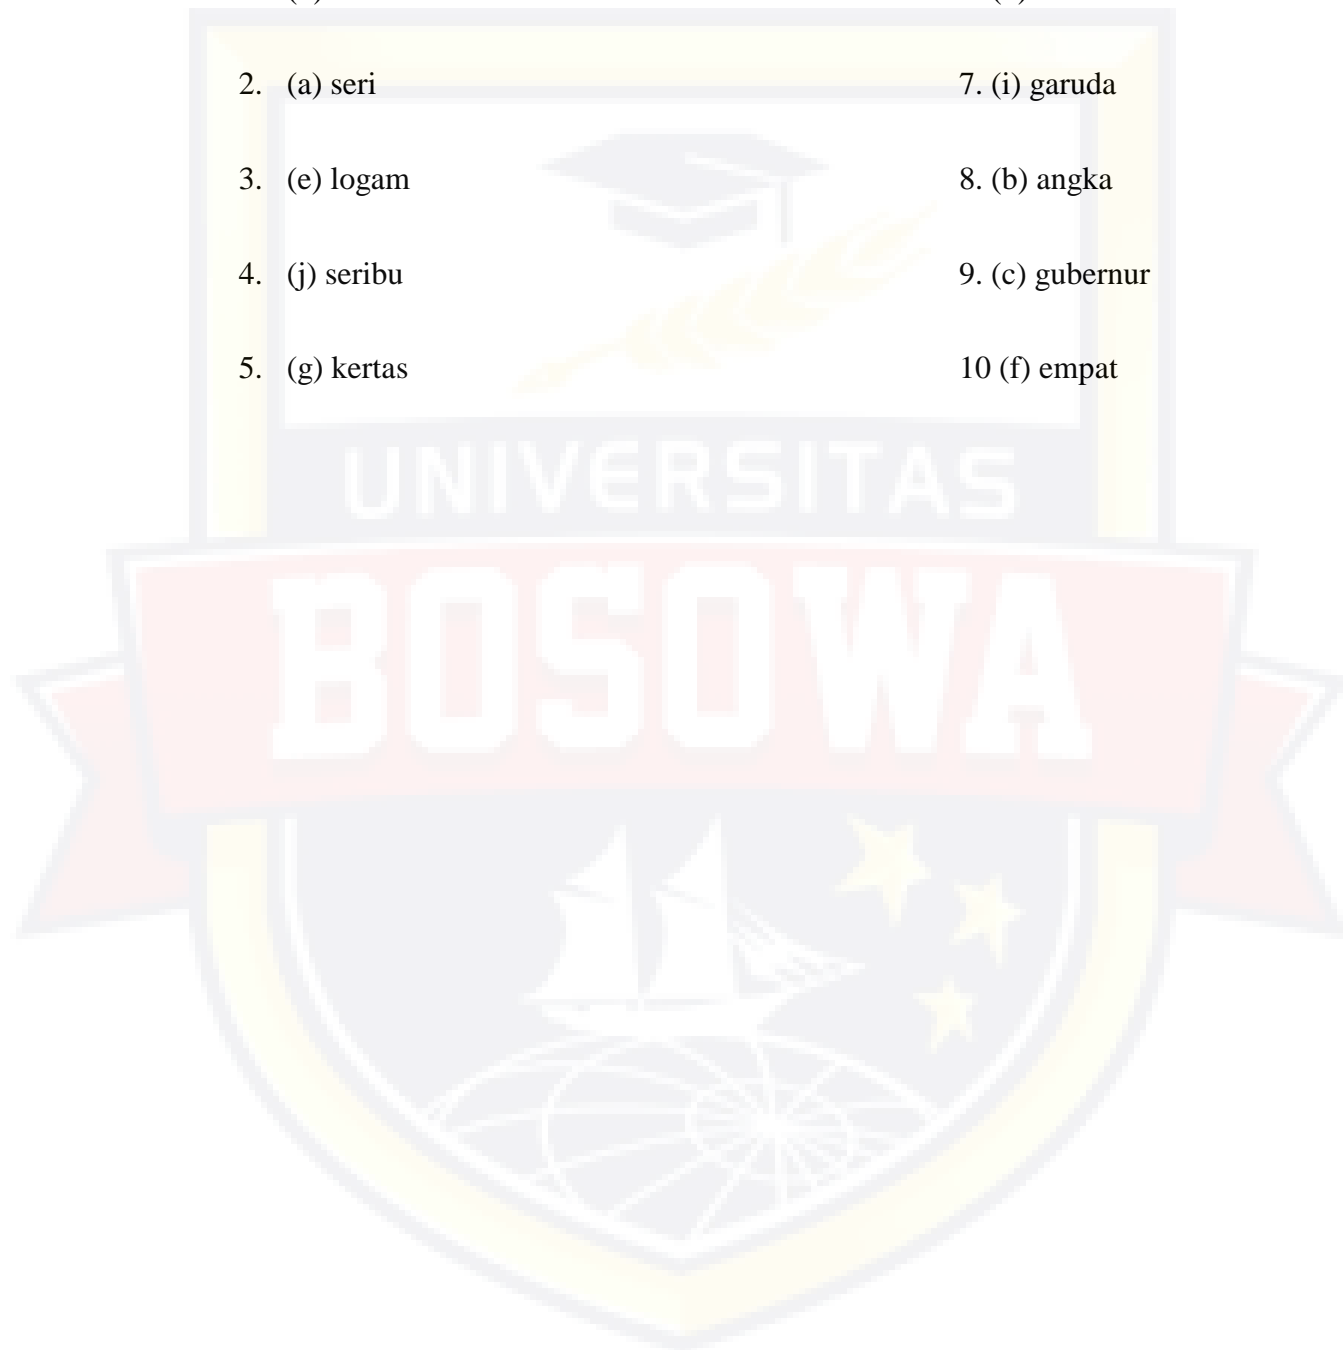 2. (a) seri
7. (i) garuda
3. (e) logam
8. (b) angka
4. (j) seribu
9. (c) gubernur
5. (g) kertas
10 (f) empat
UNIVERSITAS
BOSOWA